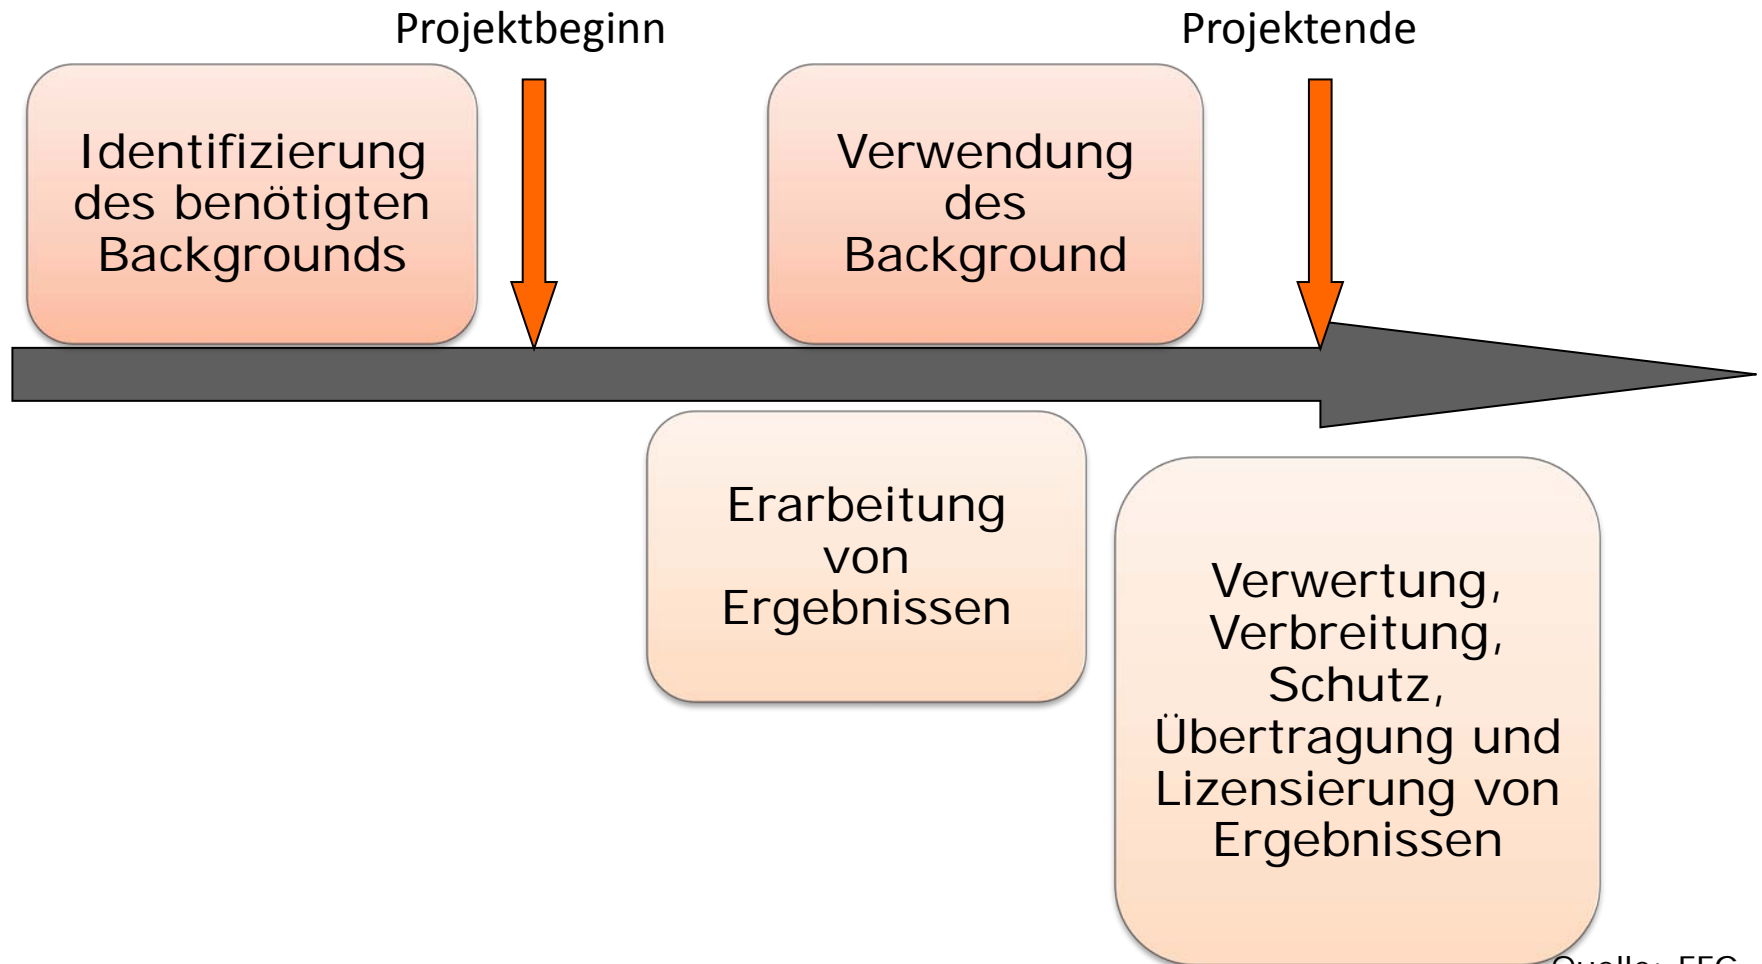 Projektbeginn
Projektende
Identifizierung
des benötigten
Backgrounds
Verwendung
des
Background
Erarbeitung
von
Ergebnissen
Verwertung,
Verbreitung,
Schutz,
Übertragung und
Lizensierung von
Ergebnissen